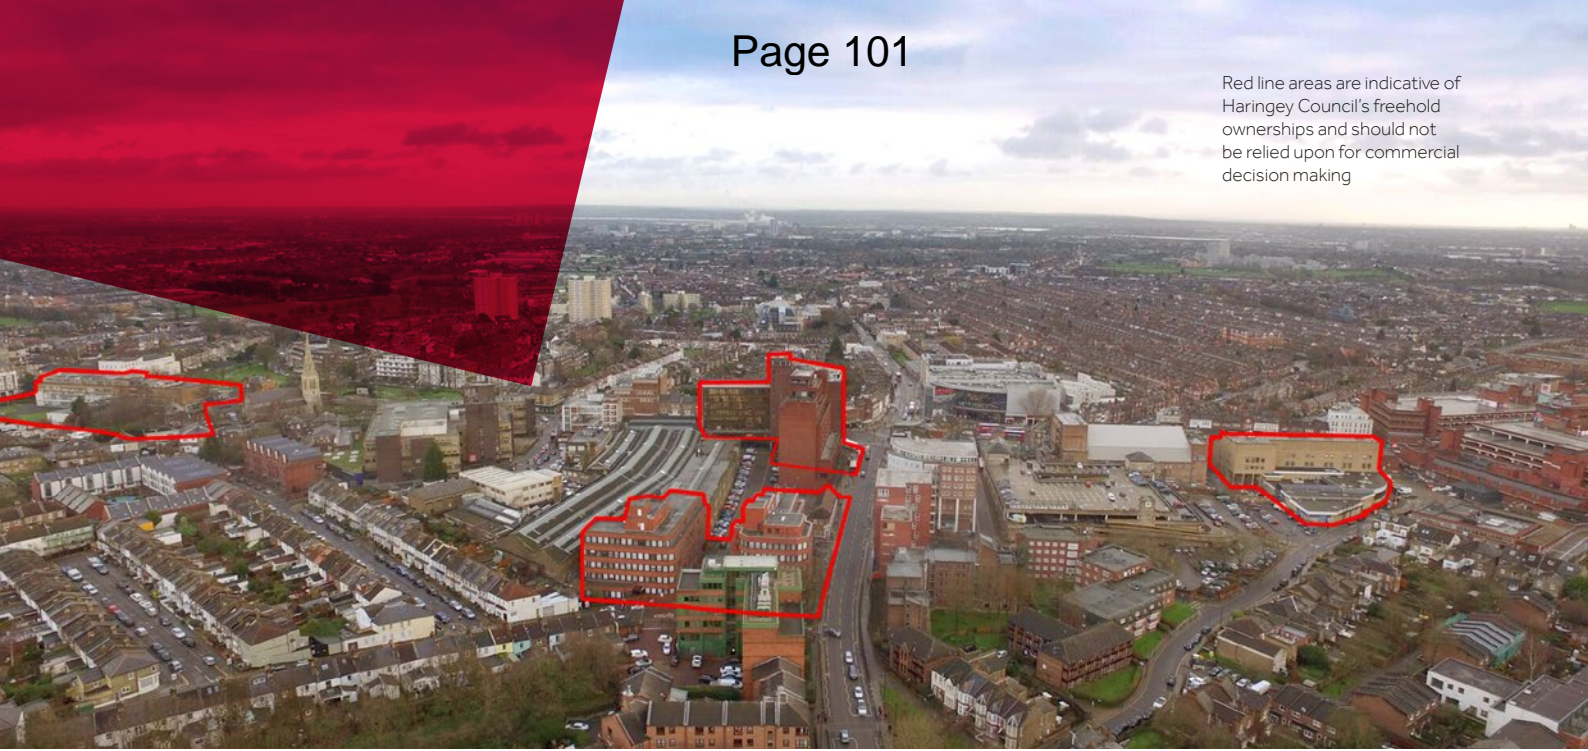 Page 101
Red line areas are indicative of
Haringey Council's freehold
ownerships and should not
be relied upon for commercial
decision making